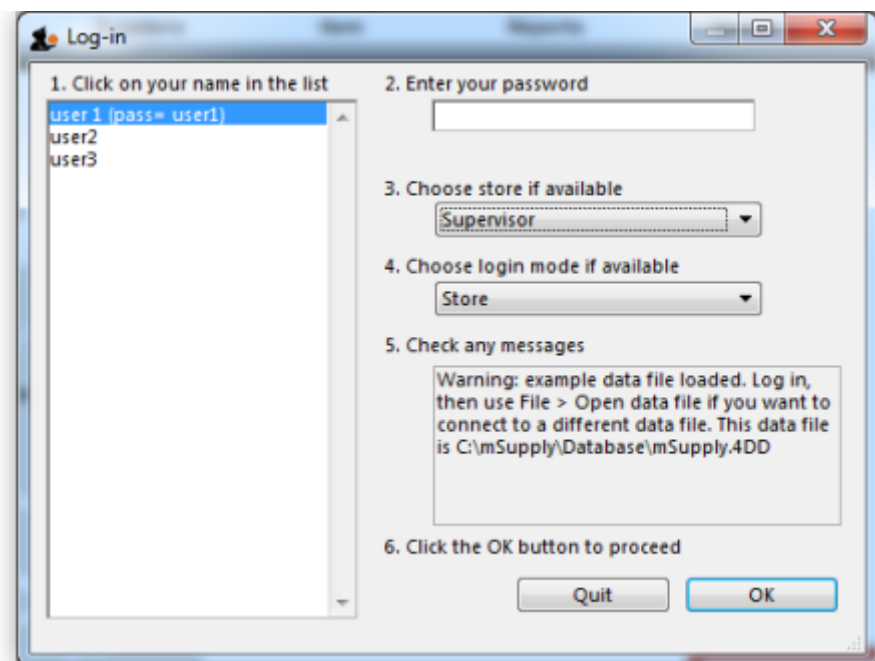 Log-in
1. Click on your name in the list
user 1 (pass= user1)
user2
user3
2. Enter your password
3. Choose store if available
Supervisor
4. Choose login mode if available
Store
5. Check any messages
Warning: example data file loaded. Log in,
then use File > Open data file if you want to
connect to a different data file. This data file
is C:\mSupply\Database\mSupply.4DD
6. Click the OK button to proceed
Quit
OK